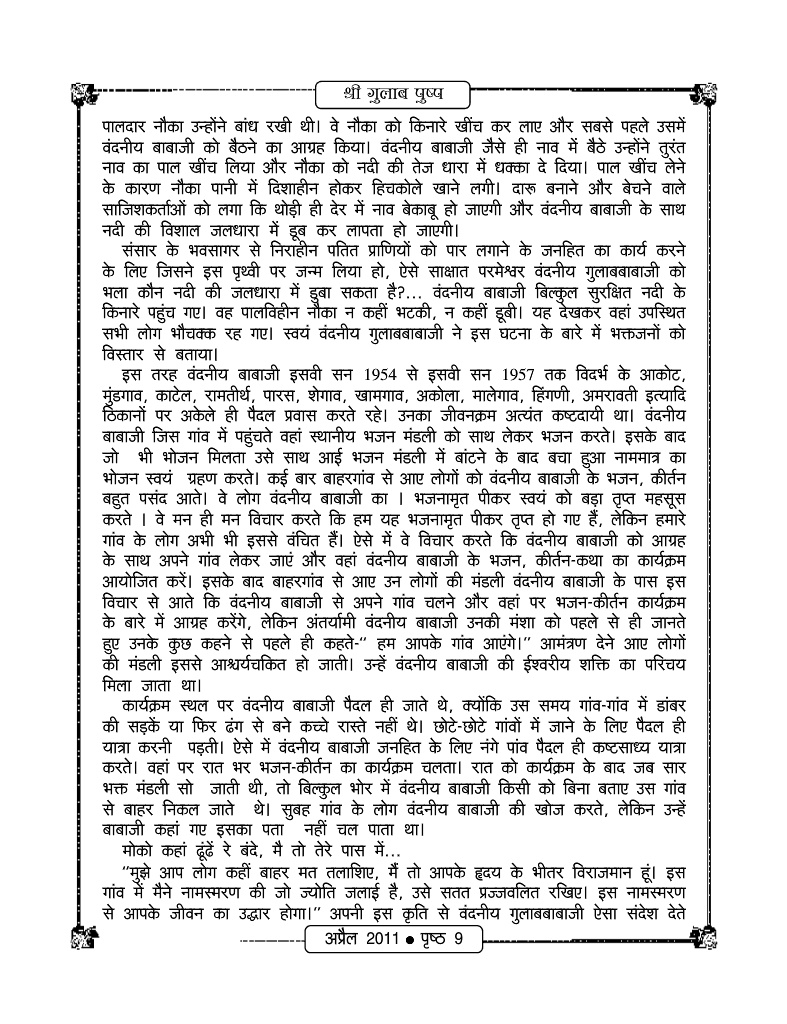 श्री गुलाब पुष्प
पालदार नौका उन्होंने बांध रखी थी। वे नौका को किनारे खींच कर लाए और सबसे पहले उसमें
वंदनीय बाबाजी को बैठने का आग्रह किया। वंदनीय बाबाजी जैसे ही नाव में बैठे उन्होंने तुरंत
नाव का पाल खींच लिया और नौका को नदी की तेज धारा में धक्का दे दिया। पाल खींच लेने
के कारण नौका पानी में दिशाहीन होकर हिचकोले खाने लगी। दारू बनाने और बेचने वाले
साजिशकर्ताओं को लगा कि थोड़ी ही देर में नाव बेकाबू हो जाएगी और वंदनीय बाबाजी के साथ
नदी की विशाल जलधारा में डूब कर लापता हो जाएगी।
संसार के भवसागर से निराहीन पतित प्राणियों को पार लगाने के जनहित का कार्य करने
के लिए जिसने इस पृथ्वी पर जन्म लिया हो, ऐसे साक्षात परमेश्वर वंदनीय गुलाबबाबाजी को
भला कौन नदी की जलधारा में डुबा सकता है?... वंदनीय बाबाजी बिल्कुल सुरक्षित नदी के
किनारे पहुंच गए। वह पालविहीन नौका न कहीं भटकी, न कहीं डूबी। यह देखकर वहां उपस्थित
सभी लोग भौचक्क रह गए। स्वयं वंदनीय गुलाबबाबाजी ने इस घटना के बारे में भक्तजनों को
विस्तार से बताया।
इस तरह वंदनीय बाबाजी इसवी सन 1954 से इसवी सन 1957 तक विदर्भ के आकोट,
मुंडगाव, काटेल, रामतीर्थ, पारस, शेगाव, खामगाव, अकोला, मालेगाव, हिंगणी, अमरावती इत्यादि
ठिकानों पर अकेले ही पैदल प्रवास करते रहे। उनका जीवनक्रम अत्यंत कष्टदायी था। वंदनीय
बाबाजी जिस गांव में पहुंचते वहां स्थानीय भजन मंडली को साथ लेकर भजन करते। इसके बाद
जो भी भोजन मिलता उसे साथ आई भजन मंडली में बांटने के बाद बचा हुआ नाममात्र का
भोजन स्वयं ग्रहण करते। कई बार बाहरगांव से आए लोगों को वंदनीय बाबाजी के भजन, कीर्तन
बहुत पसंद आते। वे लोग वंदनीय बाबाजी का । भजनामृत पीकर स्वयं को बड़ा तृप्त महसूस
करते । वे मन ही मन विचार करते कि हम यह भजनामृत पीकर तृप्त हो गए हैं, लेकिन हमारे
गांव के लोग अभी भी इससे वंचित हैं। ऐसे में वे विचार करते कि वंदनीय बाबाजी को आग्रह
के साथ अपने गांव लेकर जाएं और वहां वंदनीय बाबाजी के भजन, कीर्तन-कथा का कार्यक्रम
आयोजित करें। इसके बाद बाहरगांव से आए उन लोगों की मंडली वंदनीय बाबाजी के पास इस
विचार से आते कि वंदनीय बाबाजी से अपने गांव चलने और वहां पर भजन-कीर्तन कार्यक्रम
के बारे में आग्रह करेंगे, लेकिन अंतर्यामी वंदनीय बाबाजी उनकी मंशा को पहले से ही जानते
हुए उनके कुछ कहने से पहले ही कहते-‘‘ हम आपके गांव आएंगे।’’ आमंत्रण देने आए लोगों
की मंडली इससे आश्चर्यचकित हो जाती। उन्हें वंदनीय बाबाजी की ईश्वरीय शक्ति का परिचय
मिला जाता था।
कार्यक्रम स्थल पर वंदनीय बाबाजी पैदल ही जाते थे, क्योंकि उस समय गांव-गांव में डांबर
की सड़कें या फिर ढंग से बने कच्चे रास्ते नहीं थे। छोटे-छोटे गांवों में जाने के लिए पैदल ही
यात्रा करनी पड़ती। ऐसे में वंदनीय बाबाजी जनहित के लिए नंगे पांव पैदल ही कष्टसाध्य यात्रा
करते। वहां पर रात भर भजन-कीर्तन का कार्यक्रम चलता। रात को कार्यक्रम के बाद जब सार
भक्त मंडली सो जाती थी, तो बिल्कुल भोर में वंदनीय बाबाजी किसी को बिना बताए उस गांव
से बाहर निकल जाते थे। सुबह गांव के लोग वंदनीय बाबाजी की खोज करते, लेकिन उन्हें
बाबाजी कहां गए इसका पता नहीं चल पाता था।
मोको कहां ढूंढें रे बंदे, मै तो तेरे पास में...
‘‘मुझे आप लोग कहीं बाहर मत तलाशिए, मैं तो आपके हृदय के भीतर विराजमान हूं। इस
गांव में मैने नामस्मरण की जो ज्योति जलाई है, उसे सतत प्रज्जवलित रखिए। इस नामस्मरण
से आपके जीवन का उद्धार होगा।’’ अपनी इस कृति से वंदनीय गुलाबबाबाजी ऐसा संदेश देते
अप्रैल 2011 ● पृष्ठ 9